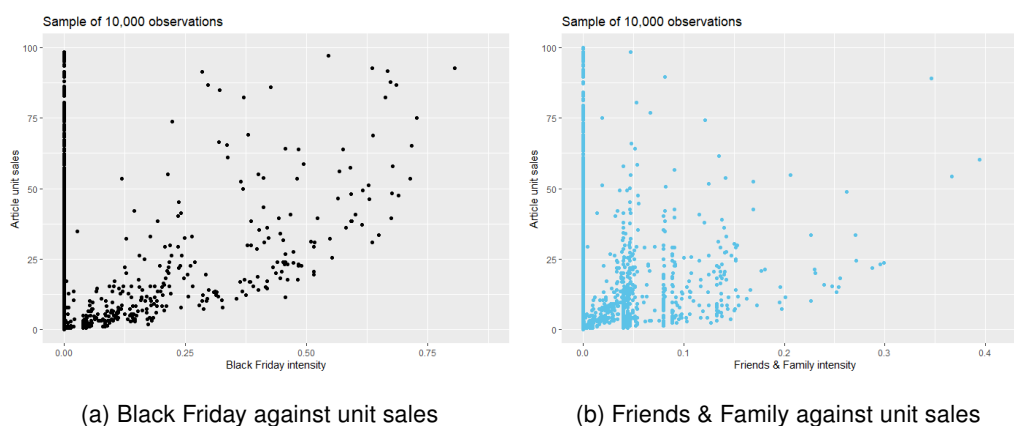 Sample of 10,000 observations
100
75
50
25
0
Article unit sales
0.00
0.25
0.50
0.75
Black Friday intensity
(a) Black Friday against unit sales
Sample of 10,000 observations
100
75
50
25
0
Article unit sales
0.0
0.1
0.2
0.3
0.4
Friends & Family intensity
(b) Friends & Family against unit sales